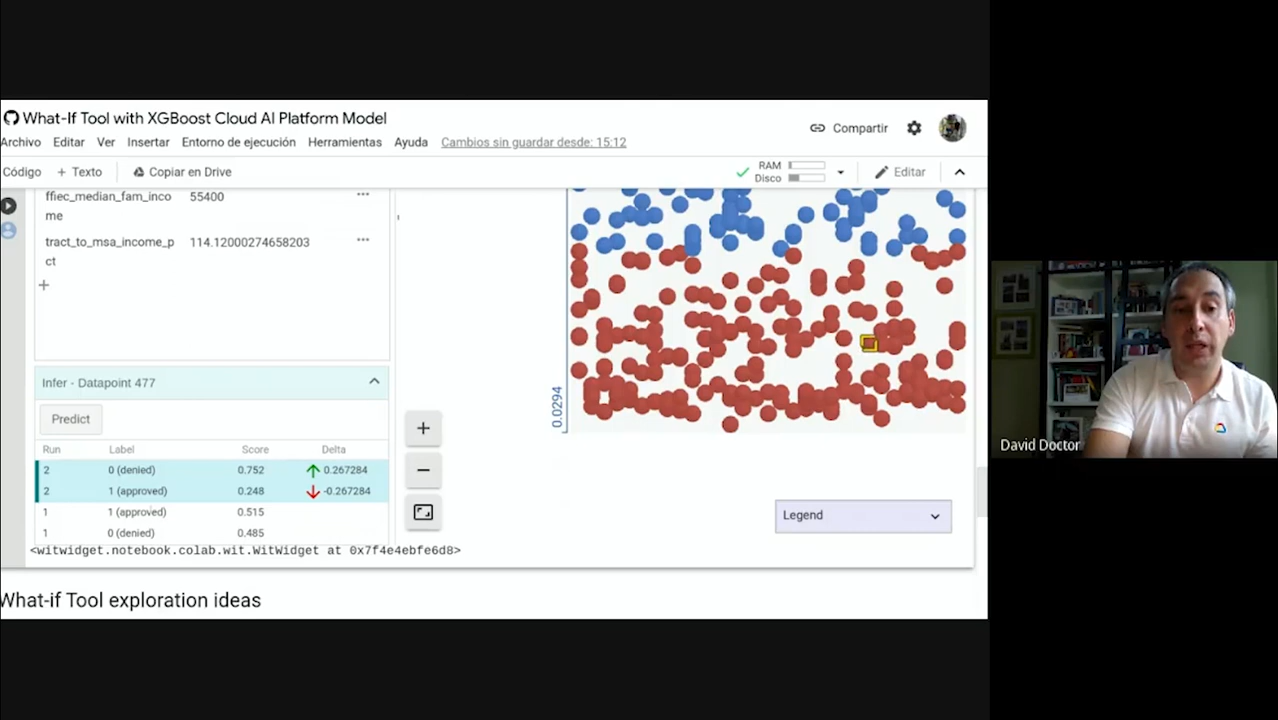 What-If Tool with XGBoost Cloud AI Platform Model
Archivo Editar Ver Insertar Entorno de ejecución Herramientas Ayuda Cambios sin guardar desde: 15:12
Compartir
Código + Texto Copiar en Drive
RAM
Disco
Editar
ffiec_median_fam_inco
me
55400
tract_to_msa_income_p
ct
114.12000274658203
+
Infer - Datapoint 477
Predict
Run Label Score Delta
2 0 (denied) 0.752 0.267284
2 1 (approved) 0.248 -0.267284
1 1 (approved) 0.515
1 0 (denied) 0.485
<witwidget.notebook.colab.wit.WitWidget at 0x7f4e4ebfe6d8>
0.0294
Legend
What-if Tool exploration ideas
David Doctor